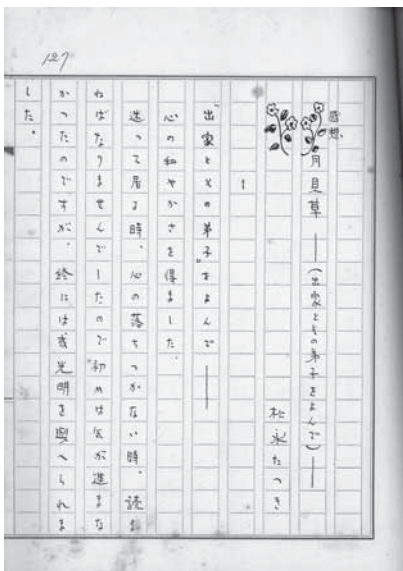 127
感想
月見草 ――(出家とその弟子をよんで)――
松永たつき
1
"出家とその弟子"をよんで ――
心の和やかさを得ました。
迷って居る時、心の落ちつかない時、読ま
ねばなりませんでしたので"初めは気が進まな
かつたのですが、終には或光明を與へられま
した。